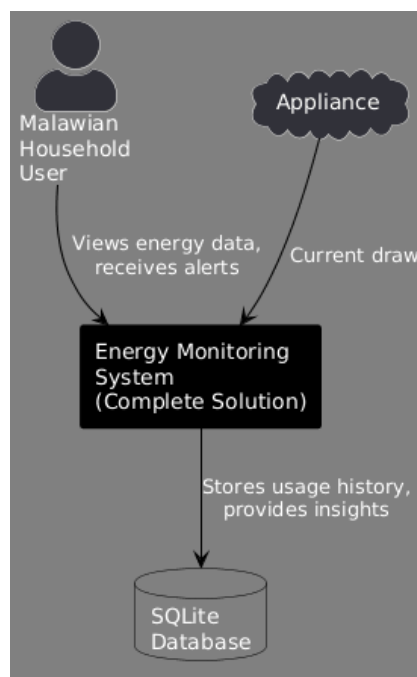 Malawian
Household
User
Appliance
Views energy data,
receives alerts
Current draw
Energy Monitoring
System
(Complete Solution)
Stores usage history,
provides insights
SQLite
Database